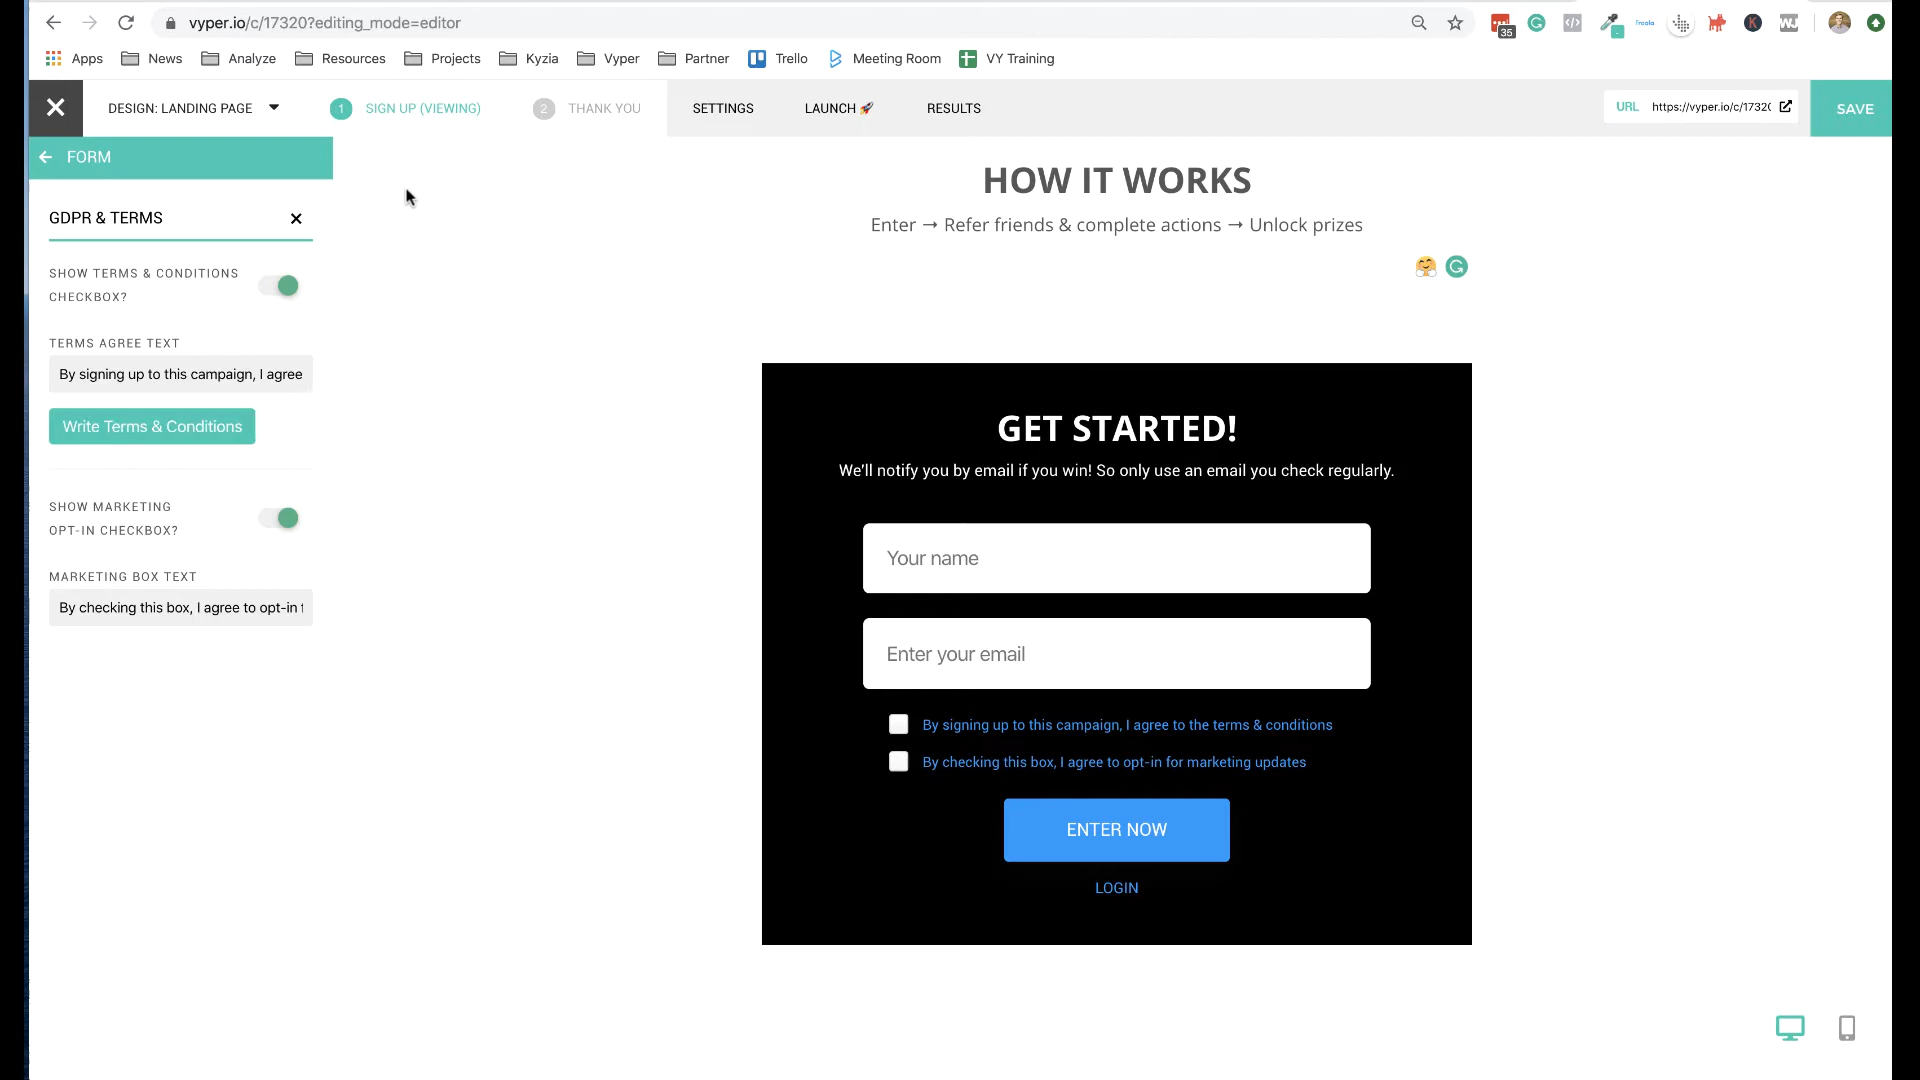 vyper.io/c/17320?editing_mode=editor
35
Apps
News
Analyze
Resources
Projects
Kyzia
Vyper
Partner
Trello
Meeting Room
VY Training
DESIGN: LANDING PAGE
1 SIGN UP (VIEWING)
2 THANK YOU
SETTINGS
LAUNCH 🚀
RESULTS
URL https://vyper.io/c/1732
SAVE
FORM
GDPR & TERMS
SHOW TERMS & CONDITIONS
CHECKBOX?
TERMS AGREE TEXT
By signing up to this campaign, I agree
Write Terms & Conditions
SHOW MARKETING
OPT-IN CHECKBOX?
MARKETING BOX TEXT
By checking this box, I agree to opt-in
HOW IT WORKS
Enter → Refer friends & complete actions → Unlock prizes
GET STARTED!
We'll notify you by email if you win! So only use an email you check regularly.
Your name
Enter your email
By signing up to this campaign, I agree to the terms & conditions
By checking this box, I agree to opt-in for marketing updates
ENTER NOW
LOGIN